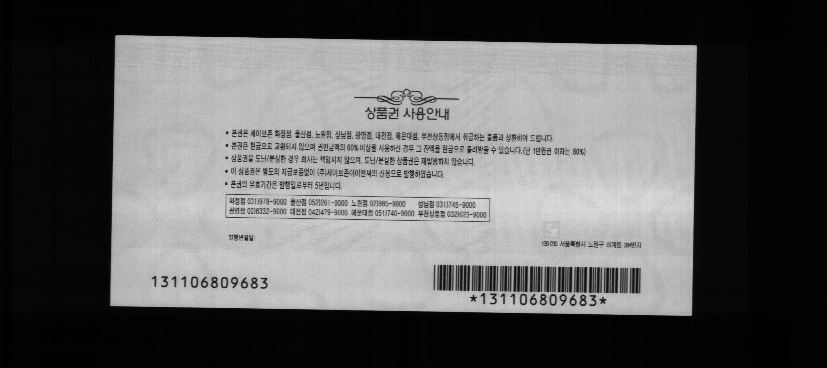 상품권 사용안내
• 본권은 세이브존 화정점, 울산점, 노원점, 성남점, 광명점, 대전점, 해운대점, 부천상동점에서 취급하는 물품과 상환하여 드립니다.
• 본권은 현금으로 교환되지 않으며 권면금액의 60%이상을 사용하신 경우 그 잔액을 현금으로 돌려받을 수 있습니다.(단 1만원권 이하는 80%)
• 상품권을 도난/분실한 경우 회사는 책임지지 않으며, 도난/분실한 상품권은 재발행하지 않습니다.
• 이 상품권은 별도의 지급보증없이 (주)세이브존아이앤씨의 신용으로 발행하였습니다.
• 본권의 유효기간은 발행일로부터 5년입니다.
화정점 031)978-9000 울산점 052)261-9000 노원점 02)985-9000 성남점 031)745-9000
광명점 02)6332-9000 대전점 042)479-9000 해운대점 051)740-9000 부천상동점 032)623-9000
발행년월일:
139-230 서울특별시 노원구 하계동 284번지
131106809683
*131106809683*